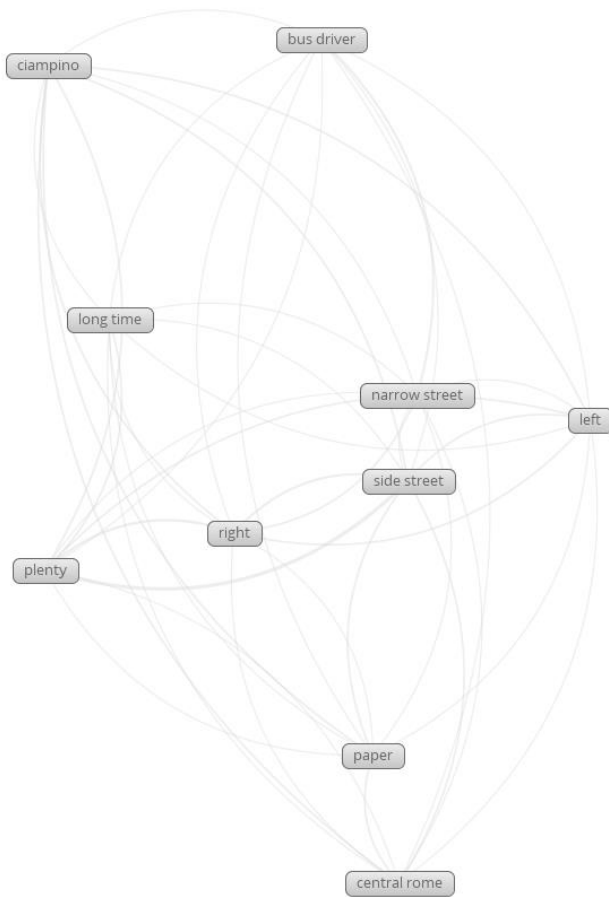 bus driver
ciampino
long time
narrow street
left
side street
right
plenty
paper
central rome